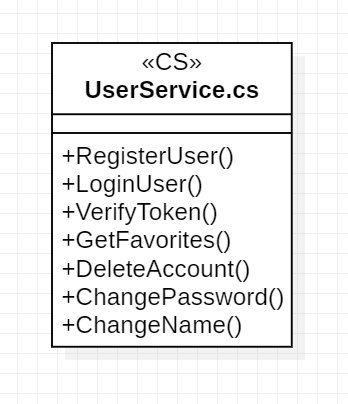 «CS»
UserService.cs
+RegisterUser()
+LoginUser()
+VerifyToken()
+GetFavorites()
+DeleteAccount()
+ChangePassword()
+ChangeName()